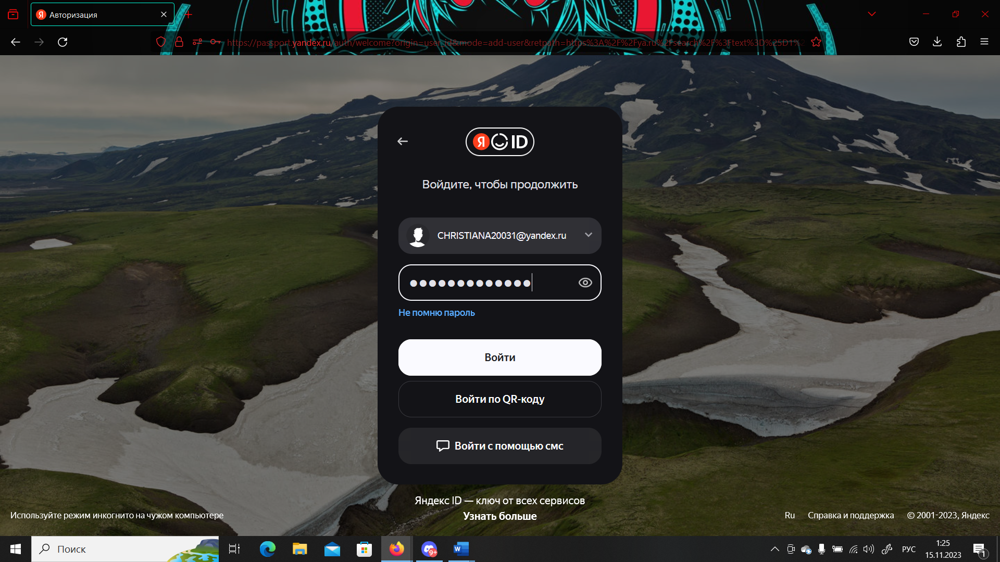 Авторизация
https://passport.yandex.ru/auth/welcome?origin=user_id&mode=add-user&retpath=https%3A%2F%2Fya.ru%2Fsearch%2F%3Ftext%3D%25D1%2
Я ID
Войдите, чтобы продолжить
CHRISTIANA20031@yandex.ru
Не помню пароль
Войти
Войти по QR-коду
Войти с помощью смс
Яндекс ID — ключ от всех сервисов
Узнать больше
Используйте режим инкогнито на чужом компьютере
Ru Справка и поддержка © 2001-2023, Яндекс
Поиск
9+
W
РУС
1:25
15.11.2023
1